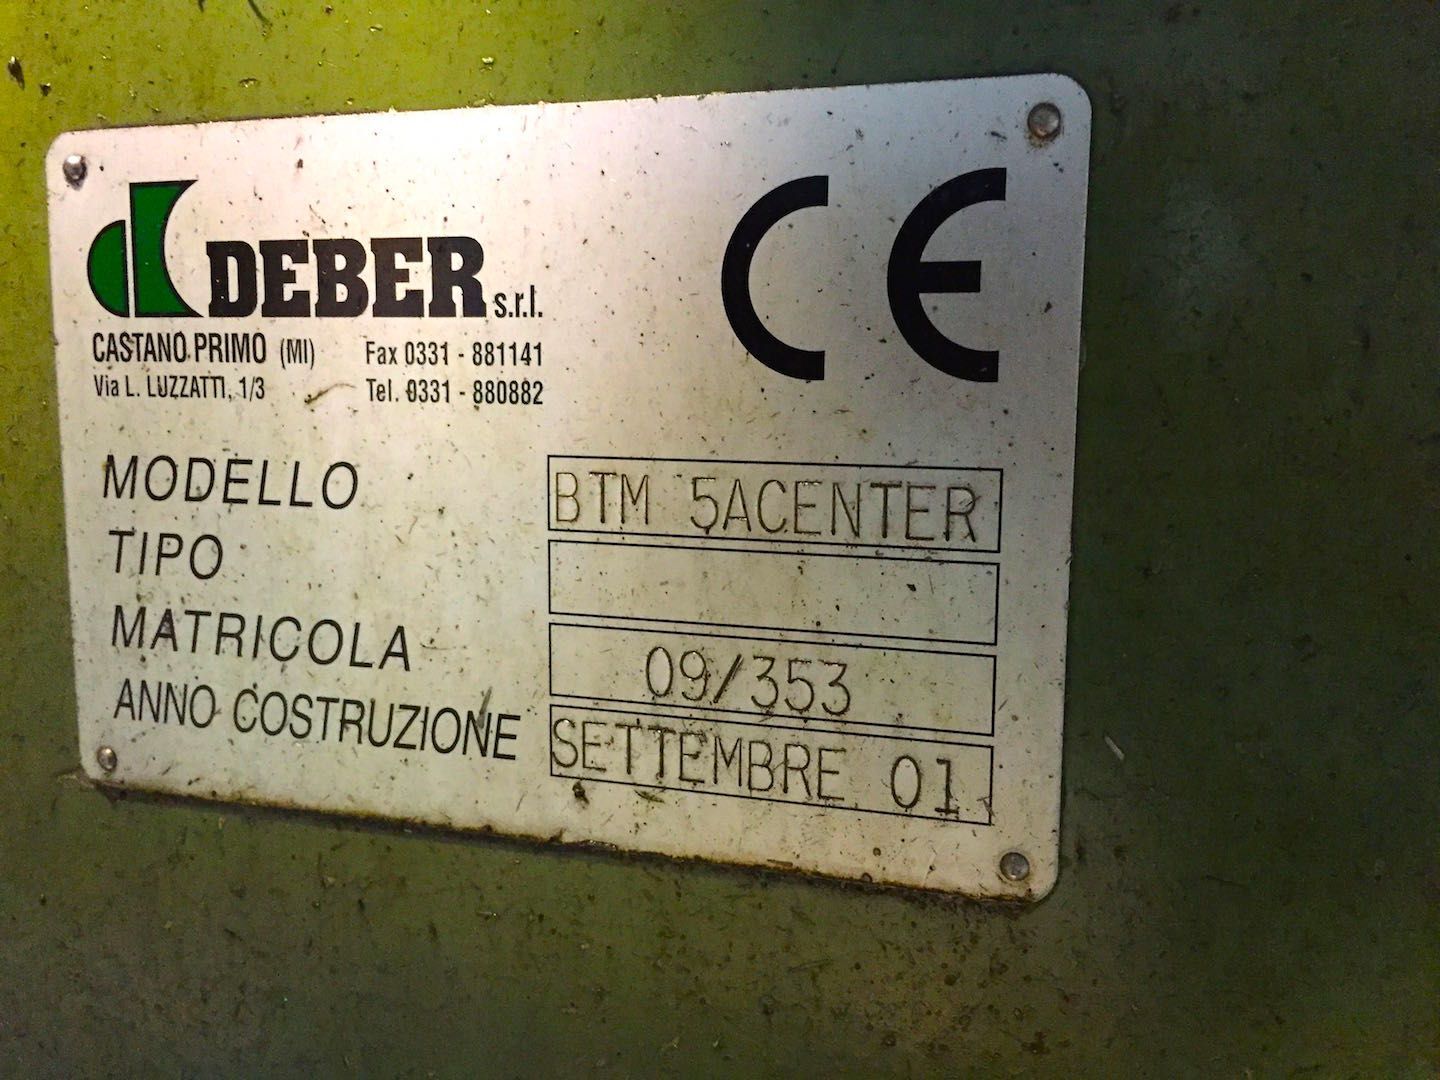 DEBER s.r.l.
CE
CASTANO PRIMO (MI) Fax 0331 - 881141
Via L. LUZZATTI, 1/3 Tel. 0331 - 880882
MODELLO BTM 5ACENTER
TIPO
MATRICOLA 09/353
ANNO COSTRUZIONE SETTEMBRE 01